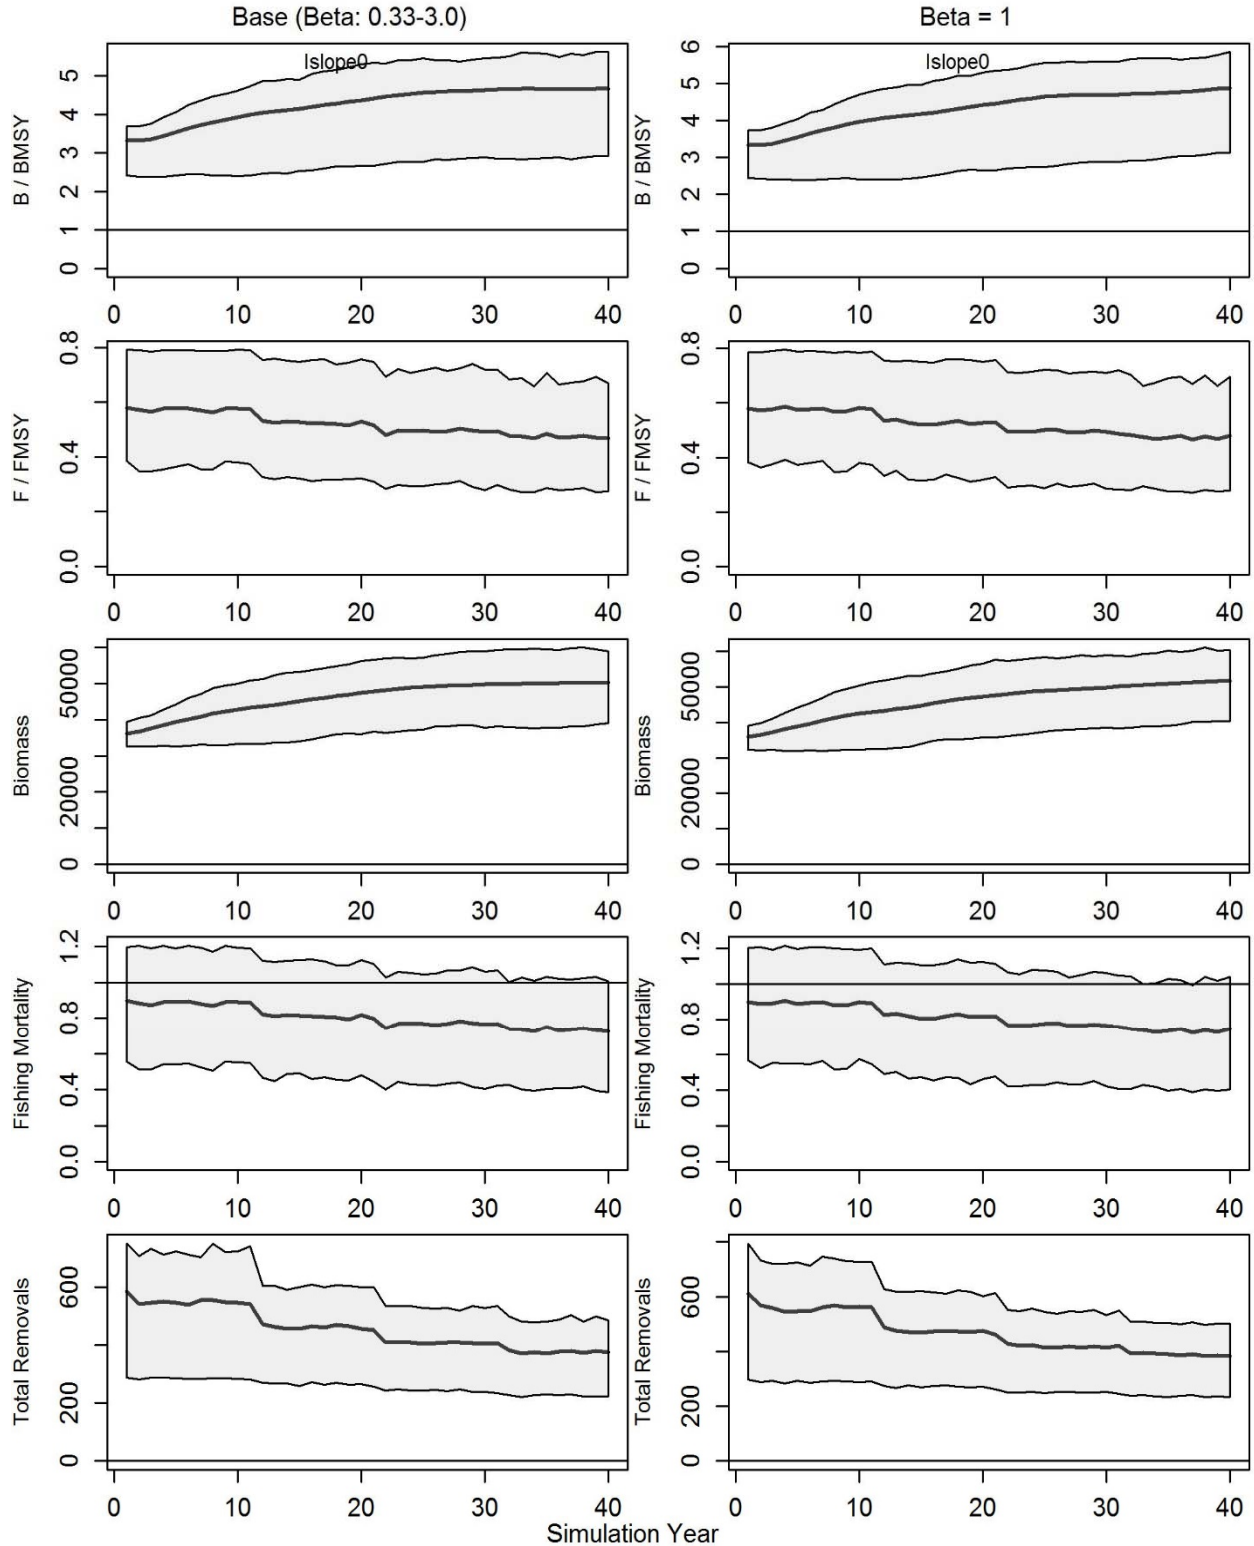 Base (Beta: 0.33-3.0)
Beta = 1
Islope0
B / BMSY
0 1 2 3 4 5
0 10 20 30 40
Islope0
B / BMSY
0 1 2 3 4 5 6
0 10 20 30 40
F / FMSY
0.0 0.4 0.8
0 10 20 30 40
F / FMSY
0.0 0.4 0.8
0 10 20 30 40
Biomass
0 20000 50000
0 10 20 30 40
Biomass
0 20000 50000
0 10 20 30 40
Fishing Mortality
0.0 0.4 0.8 1.2
0 10 20 30 40
Fishing Mortality
0.0 0.4 0.8 1.2
0 10 20 30 40
Total Removals
0 200 600
0 10 20 30 40
Total Removals
0 200 600
0 10 20 30 40
Simulation Year